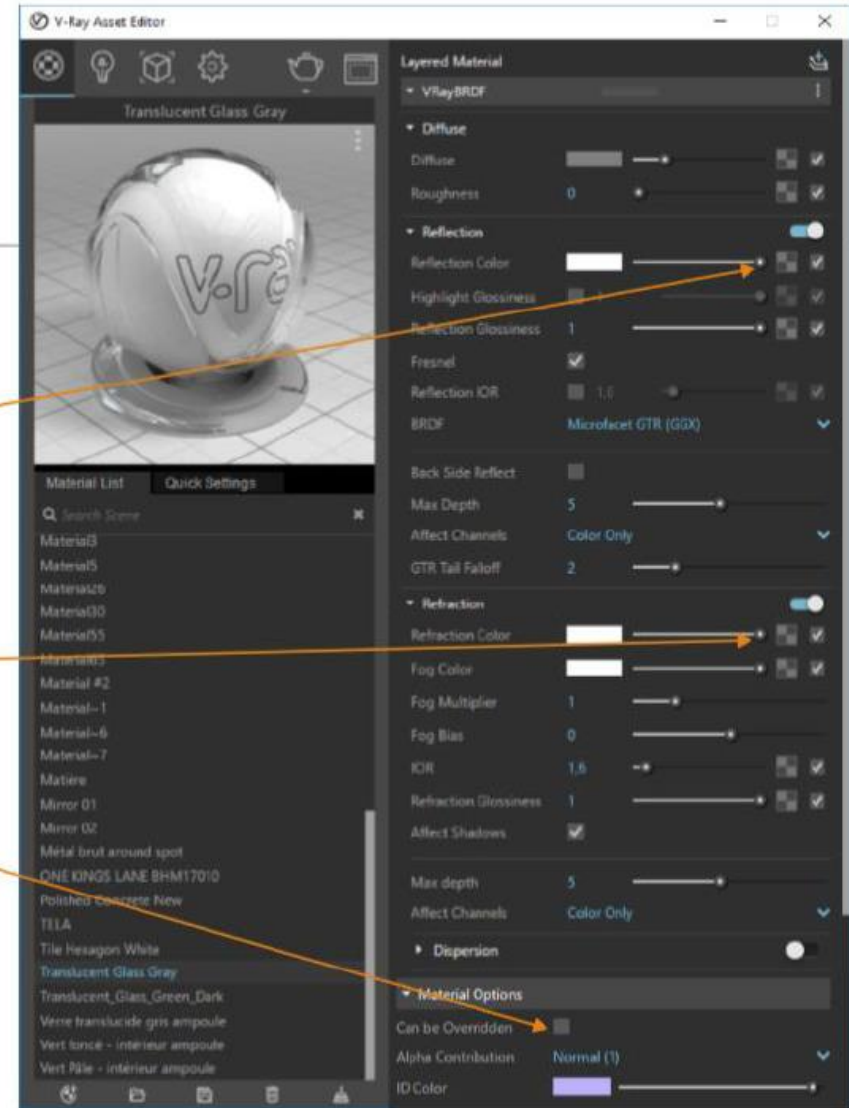 V-Ray Asset Editor
Translucent Glass Gray
v-ra
Material List Quick Settings
Search Scene
Material3
Material5
Material26
Material30
Material55
Material65
Material #2
Material~1
Material~6
Material~7
Matière
Mirror 01
Mirror 02
Métal brut around spot
ONE KINGS LANE BHM17010
Polished Concrete New
TELA
Tile Hexagon White
Translucent Glass Gray
Translucent_Glass_Green_Dark
Verre translucide gris ampoule
Vert foncé - intérieur ampoule
Vert Pâle - intérieur ampoule
Layered Material
VRayBRDF
Diffuse
Diffuse
Roughness 0
Reflection
Reflection Color
Highlight Glossiness
Reflection Glossiness 1
Fresnel
Reflection IOR 1,6
BRDF Microfacet GTR (GGX)
Back Side Reflect
Max Depth 5
Affect Channels Color Only
GTR Tail Falloff 2
Refraction
Refraction Color
Fog Color
Fog Multiplier 1
Fog Bias 0
IOR 1,6
Refraction Glossiness 1
Affect Shadows
Max depth 5
Affect Channels Color Only
Dispersion
Material Options
Can be Overridden
Alpha Contribution Normal (1)
ID Color